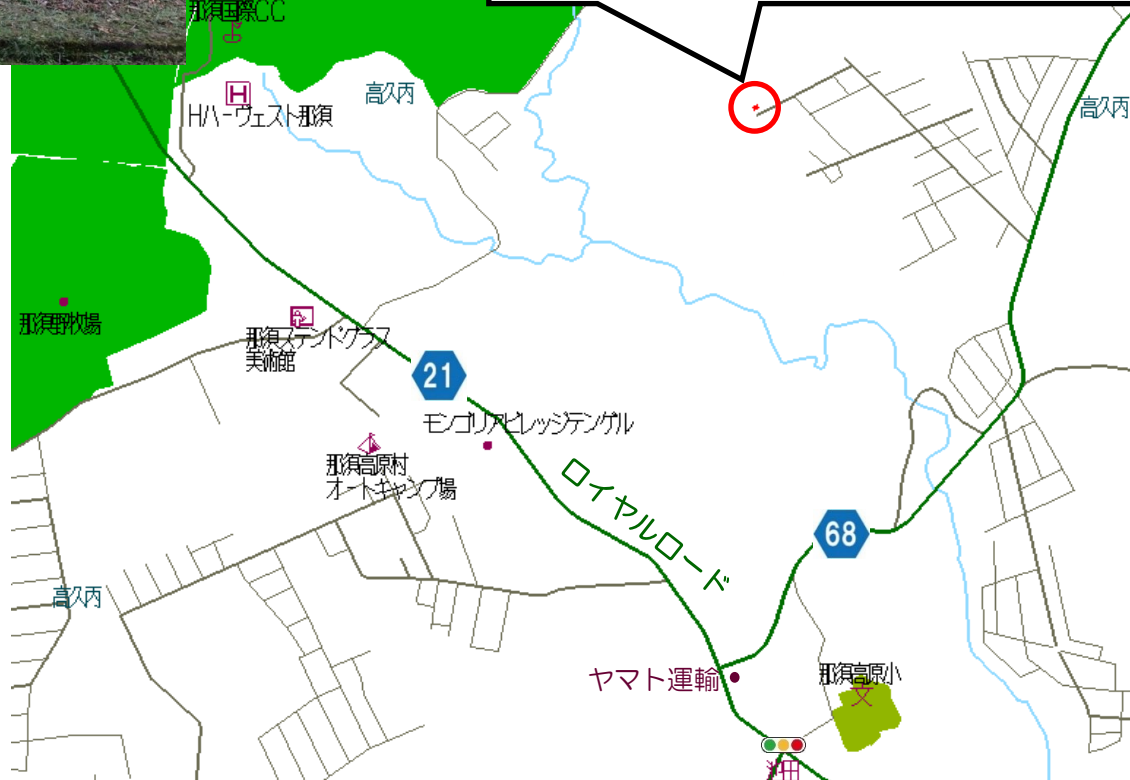 那須国際CC
Hハーヴェスト那須
高久丙
高久丙
那須野牧場
那須ステンドグラス
美術館
21
モンゴリアビレッジテンゲル
那須高原村
オートキャンプ場
ロイヤルロード
68
高久丙
ヤマト運輸
那須高原小
文